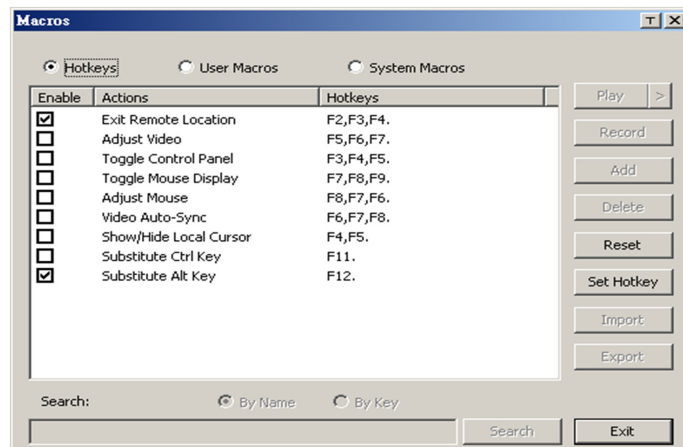 Macros
Hotkeys User Macros System Macros
Enable Actions Hotkeys
Exit Remote Location F2,F3,F4.
Adjust Video F5,F6,F7.
Toggle Control Panel F3,F4,F5.
Toggle Mouse Display F7,F8,F9.
Adjust Mouse F8,F7,F6.
Video Auto-Sync F6,F7,F8.
Show/Hide Local Cursor F4,F5.
Substitute Ctrl Key F11.
Substitute Alt Key F12.
Play >
Record
Add
Delete
Reset
Set Hotkey
Import
Export
Search: By Name By Key
Search Exit